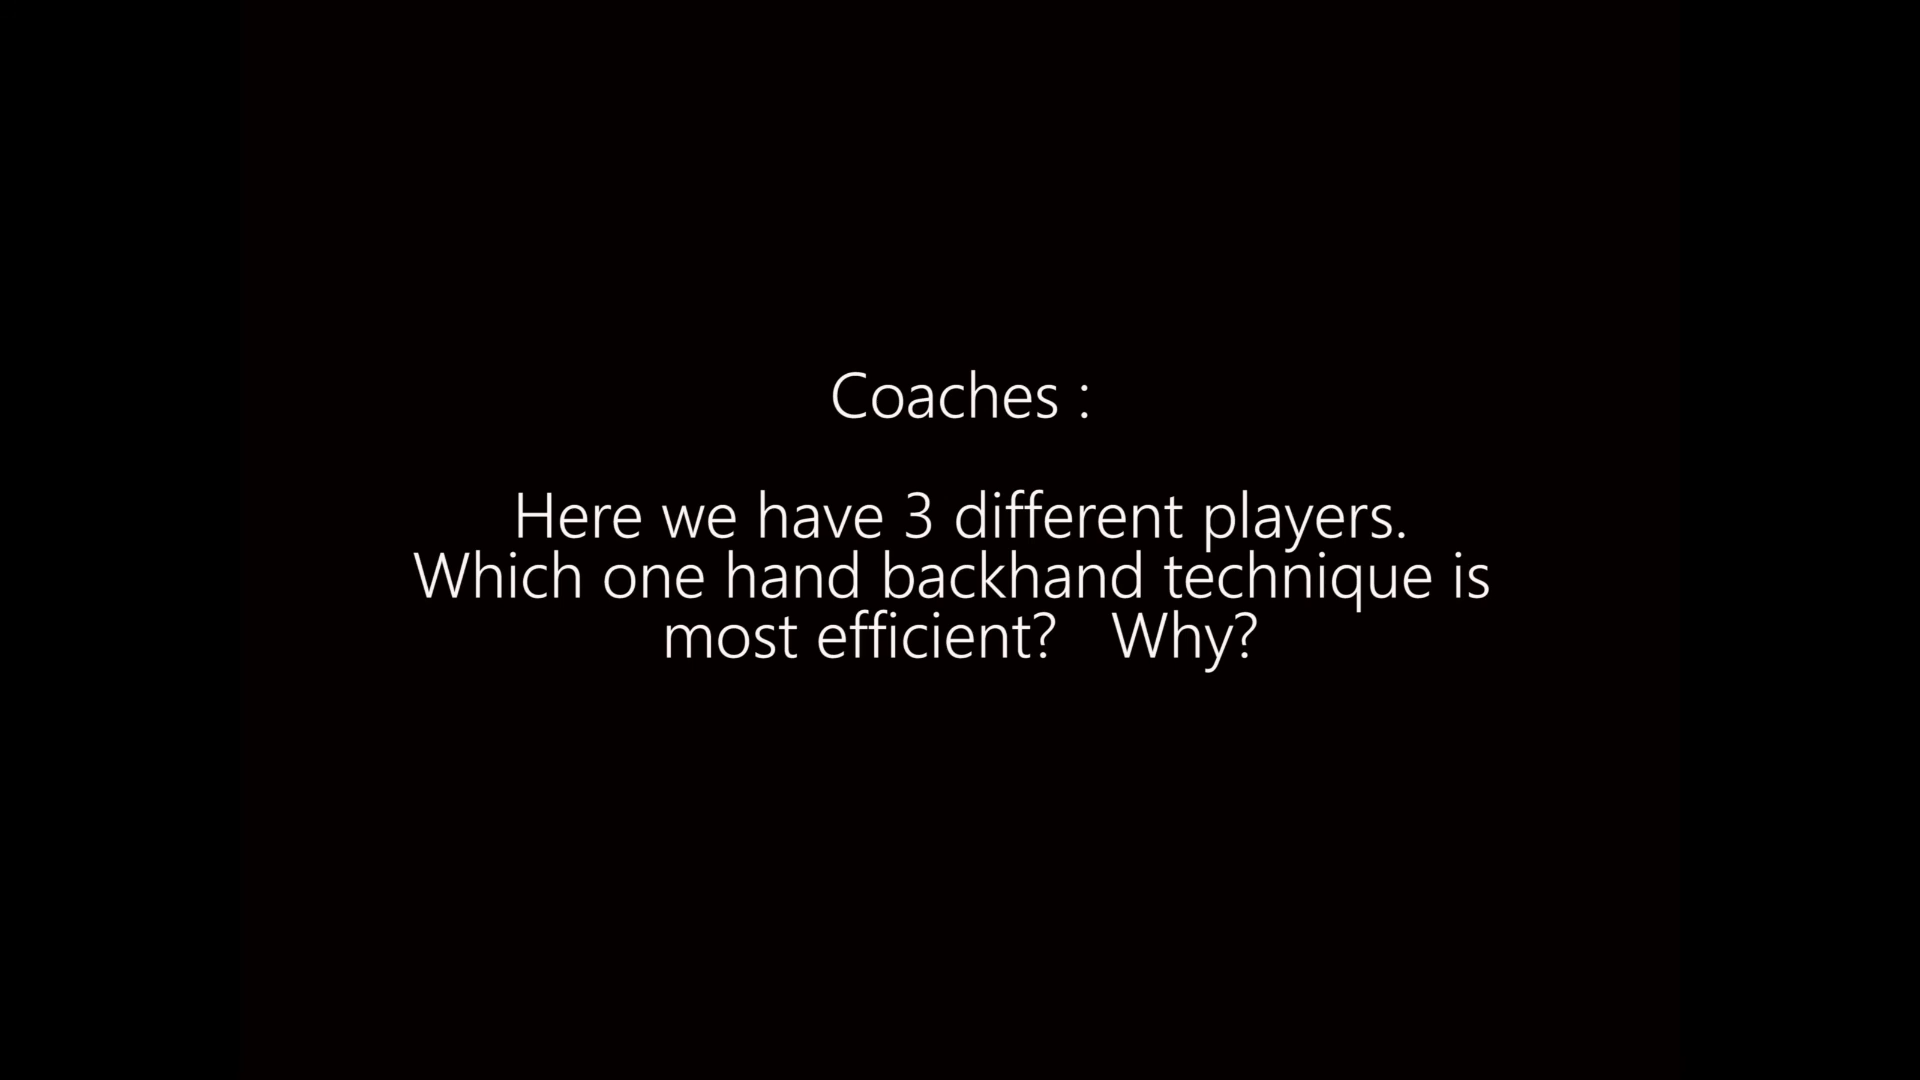 Coaches :
Here we have 3 different players.
Which one hand backhand technique is
most efficient?   Why?